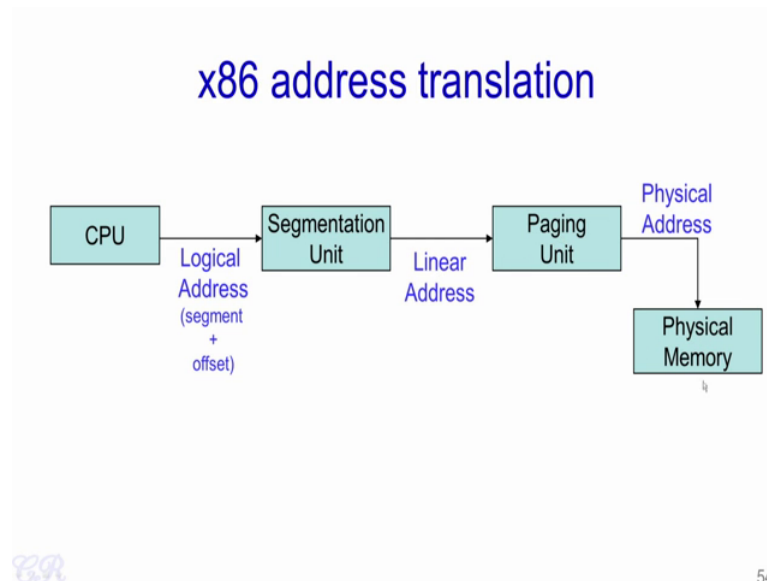 x86 address translation
CPU
Logical
Address
(segment
+
offset)
Segmentation
Unit
Linear
Address
Paging
Unit
Physical
Address
Physical
Memory